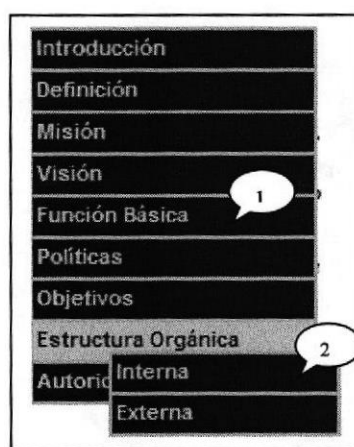 Introducción
Definición
Misión
Visión
1
Función Básica
Políticas
Objetivos
Estructura Orgánica
2
Interna
Externa